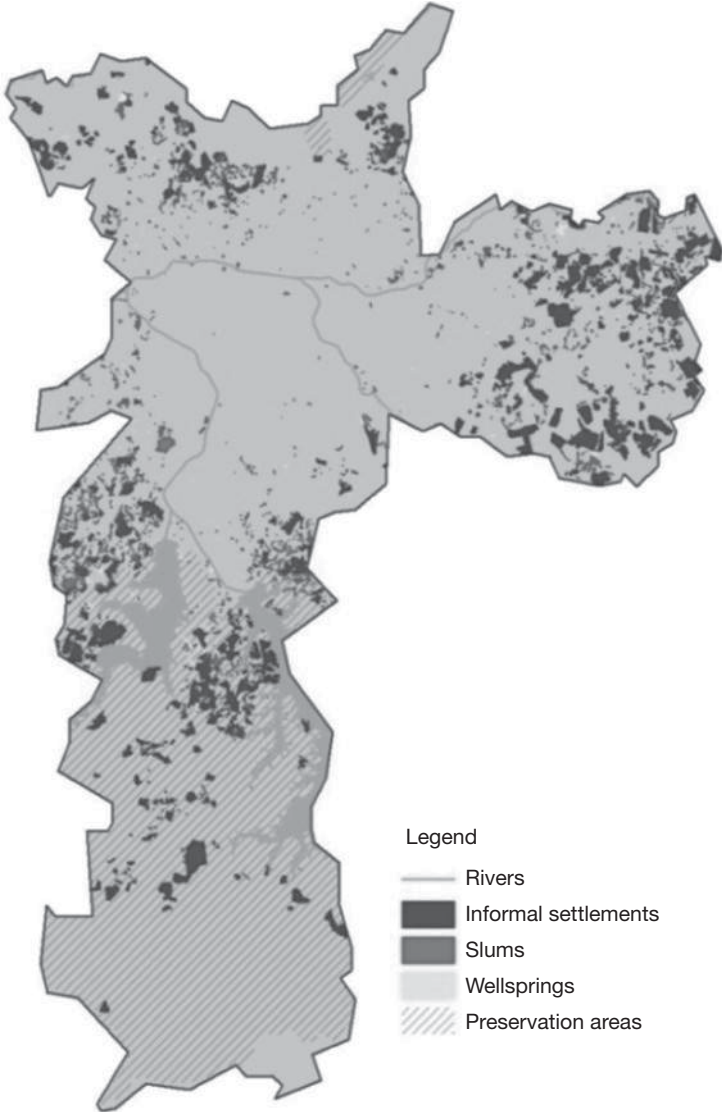 Legend
Rivers
Informal settlements
Slums
Wellsprings
Preservation areas